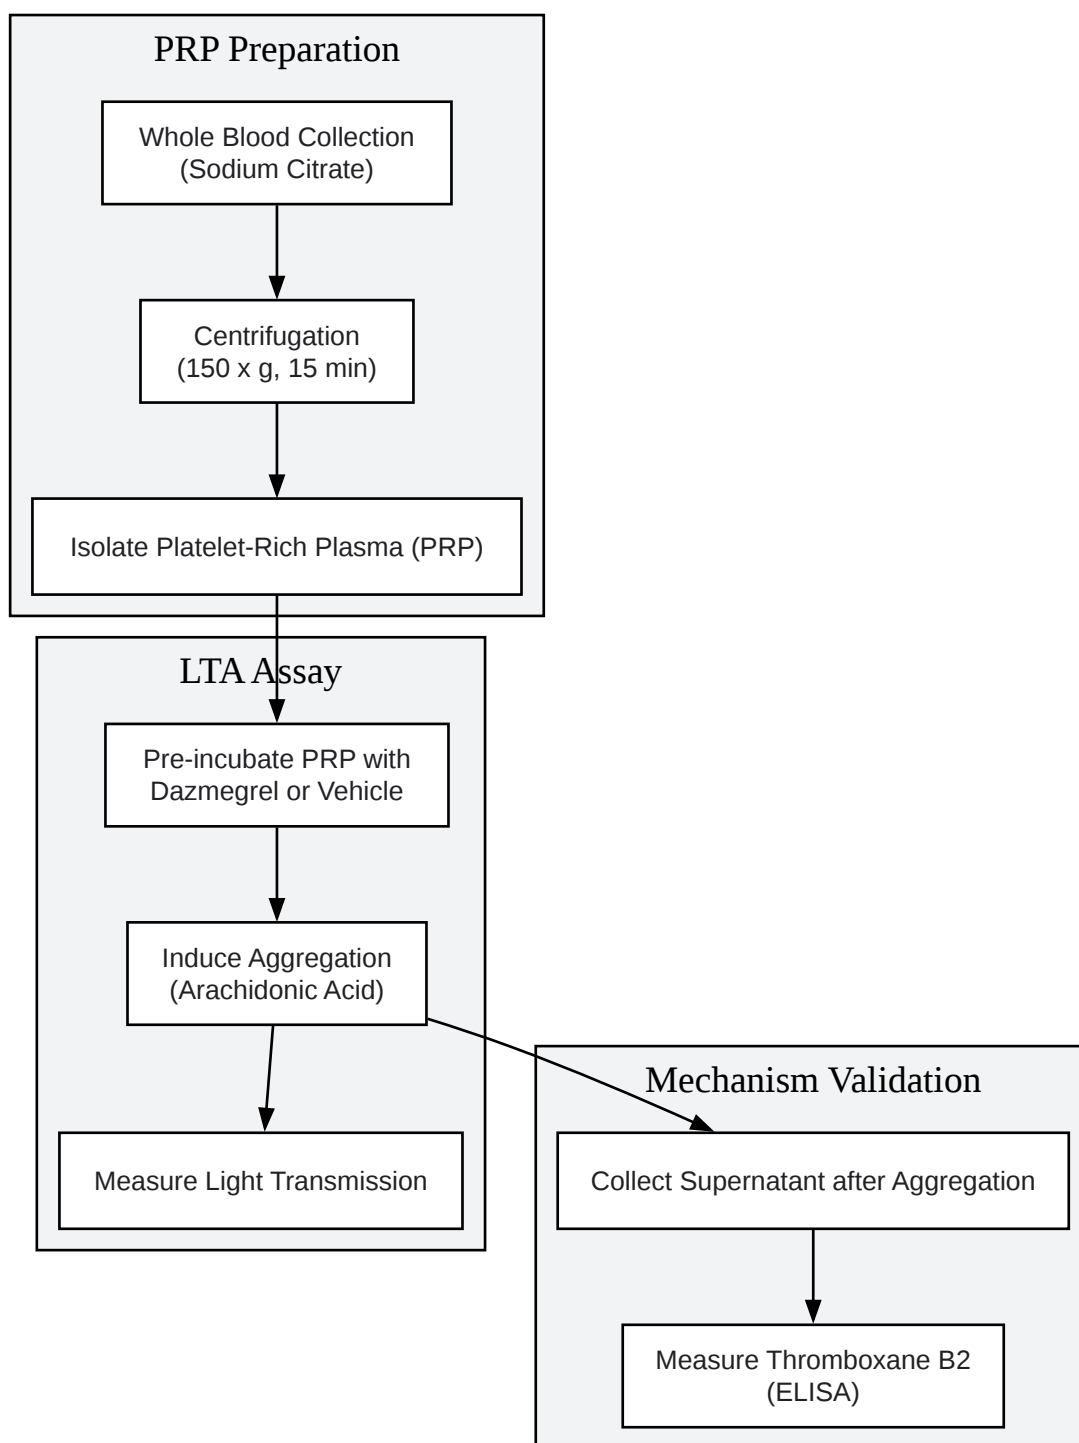 PRP Preparation
Whole Blood Collection
(Sodium Citrate)
Centrifugation
(150 x g, 15 min)
Isolate Platelet-Rich Plasma (PRP)
LTA Assay
Pre-incubate PRP with
Dazmegrel or Vehicle
Induce Aggregation
(Arachidonic Acid)
Measure Light Transmission
Mechanism Validation
Collect Supernatant after Aggregation
Measure Thromboxane B2
(ELISA)